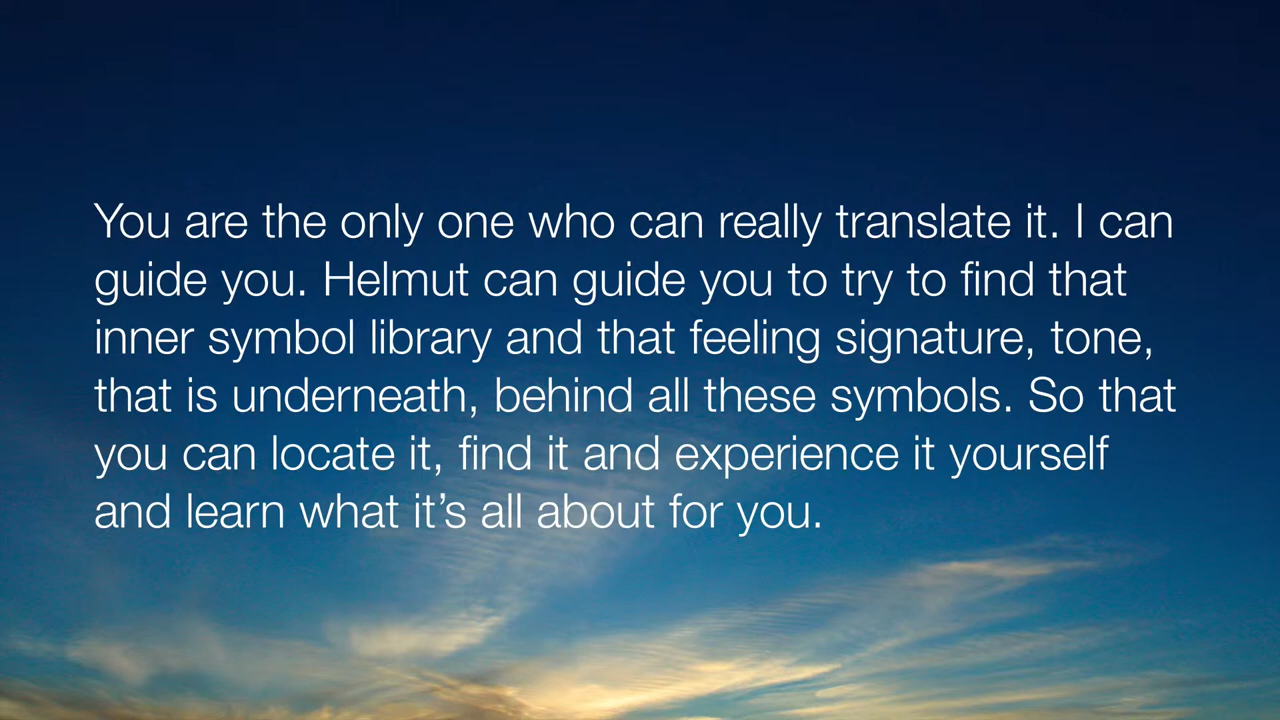 You are the only one who can really translate it. I can
guide you. Helmut can guide you to try to find that
inner symbol library and that feeling signature, tone,
that is underneath, behind all these symbols. So that
you can locate it, find it and experience it yourself
and learn what it’s all about for you.